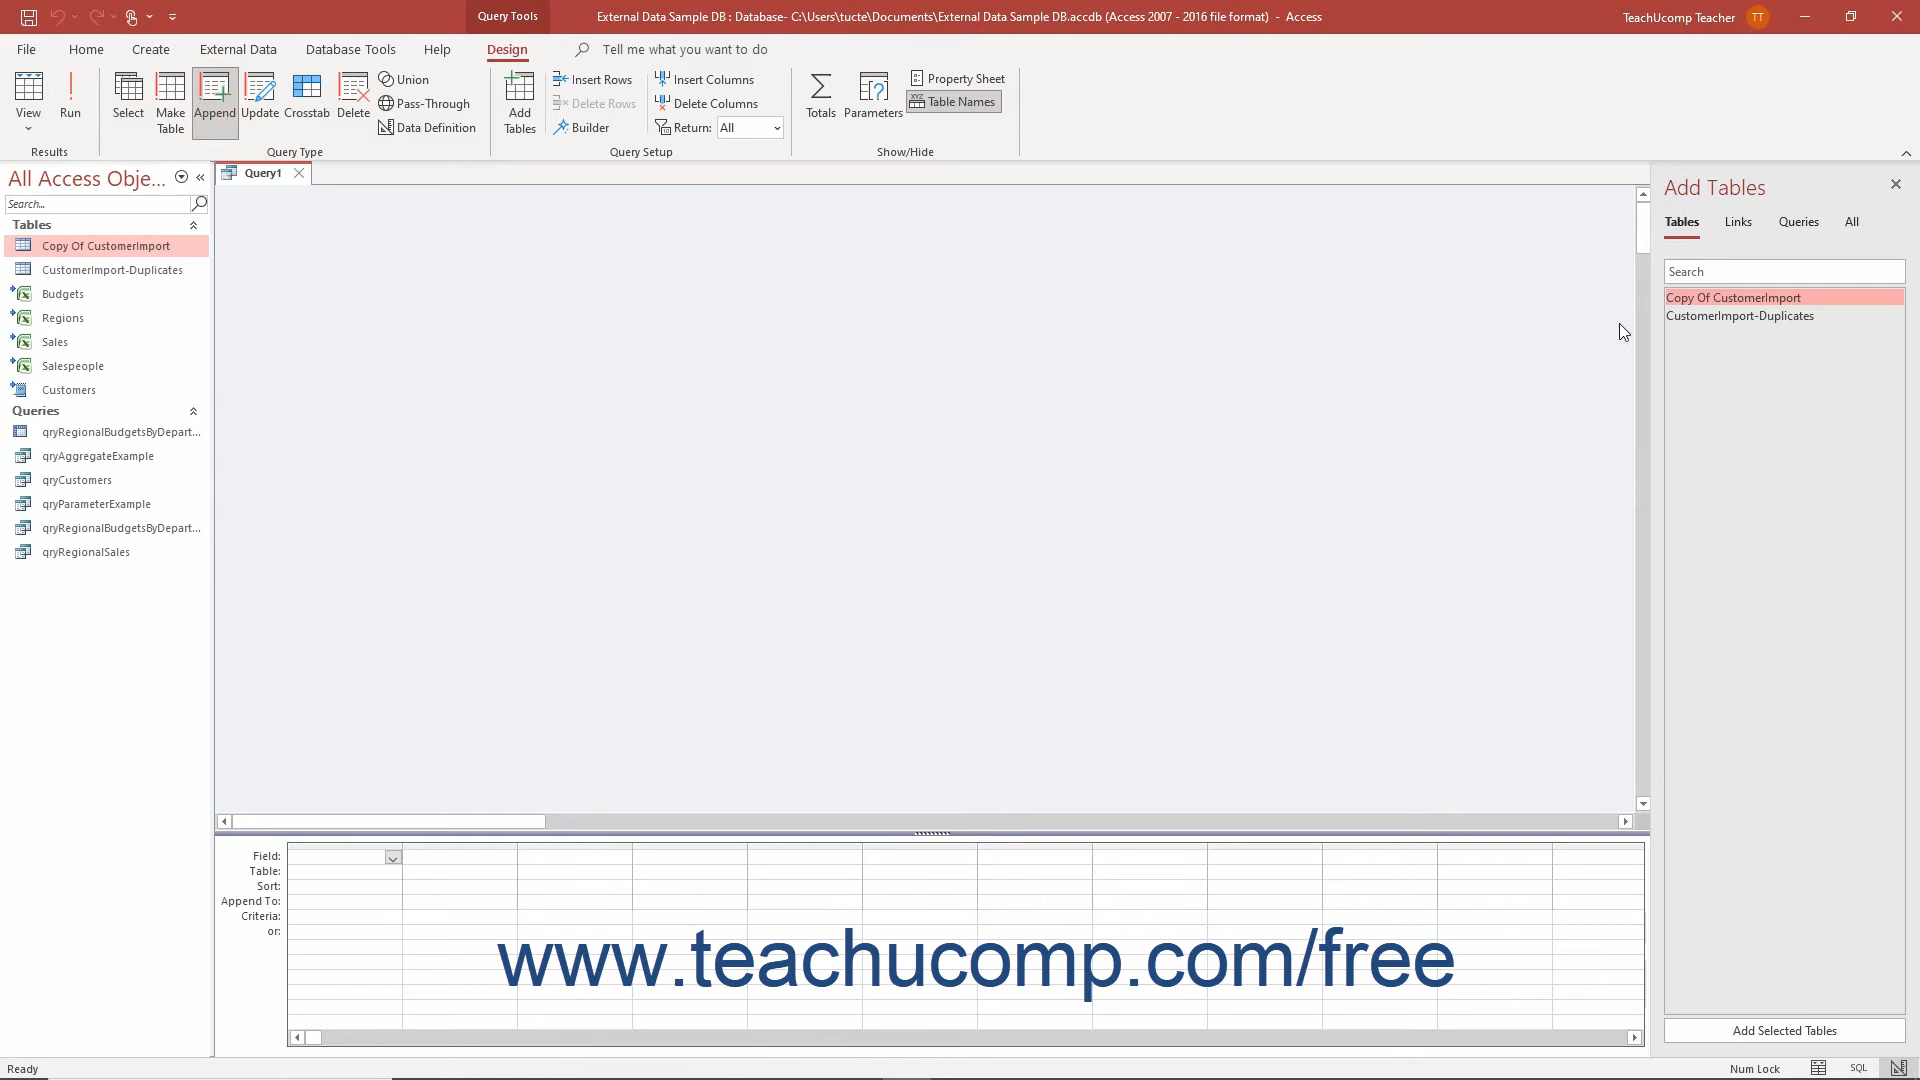 Query Tools
External Data Sample DB : Database- C:\Users\tucte\Documents\External Data Sample DB.accdb (Access 2007 - 2016 file format) - Access
TeachUcomp Teacher TT
File Home Create External Data Database Tools Help Design Tell me what you want to do
View
Run
Results
Select
Make Table
Append
Update
Crosstab
Delete
Union
Pass-Through
Data Definition
Query Type
Add Tables
Insert Rows
Delete Rows
Builder
Insert Columns
Delete Columns
Return: All
Query Setup
Totals
Parameters
Property Sheet
XYZ Table Names
Show/Hide
All Access Obje...
Search...
Tables
Copy Of CustomerImport
CustomerImport-Duplicates
Budgets
Regions
Sales
Salespeople
Customers
Queries
qryRegionalBudgetsByDepart...
qryAggregateExample
qryCustomers
qryParameterExample
qryRegionalBudgetsByDepart...
qryRegionalSales
Query1
Field:
Table:
Sort:
Append To:
Criteria:
or:
www.teachucomp.com/free
Add Tables
Tables Links Queries All
Search
Copy Of CustomerImport
CustomerImport-Duplicates
Add Selected Tables
Ready
Num Lock
SQL